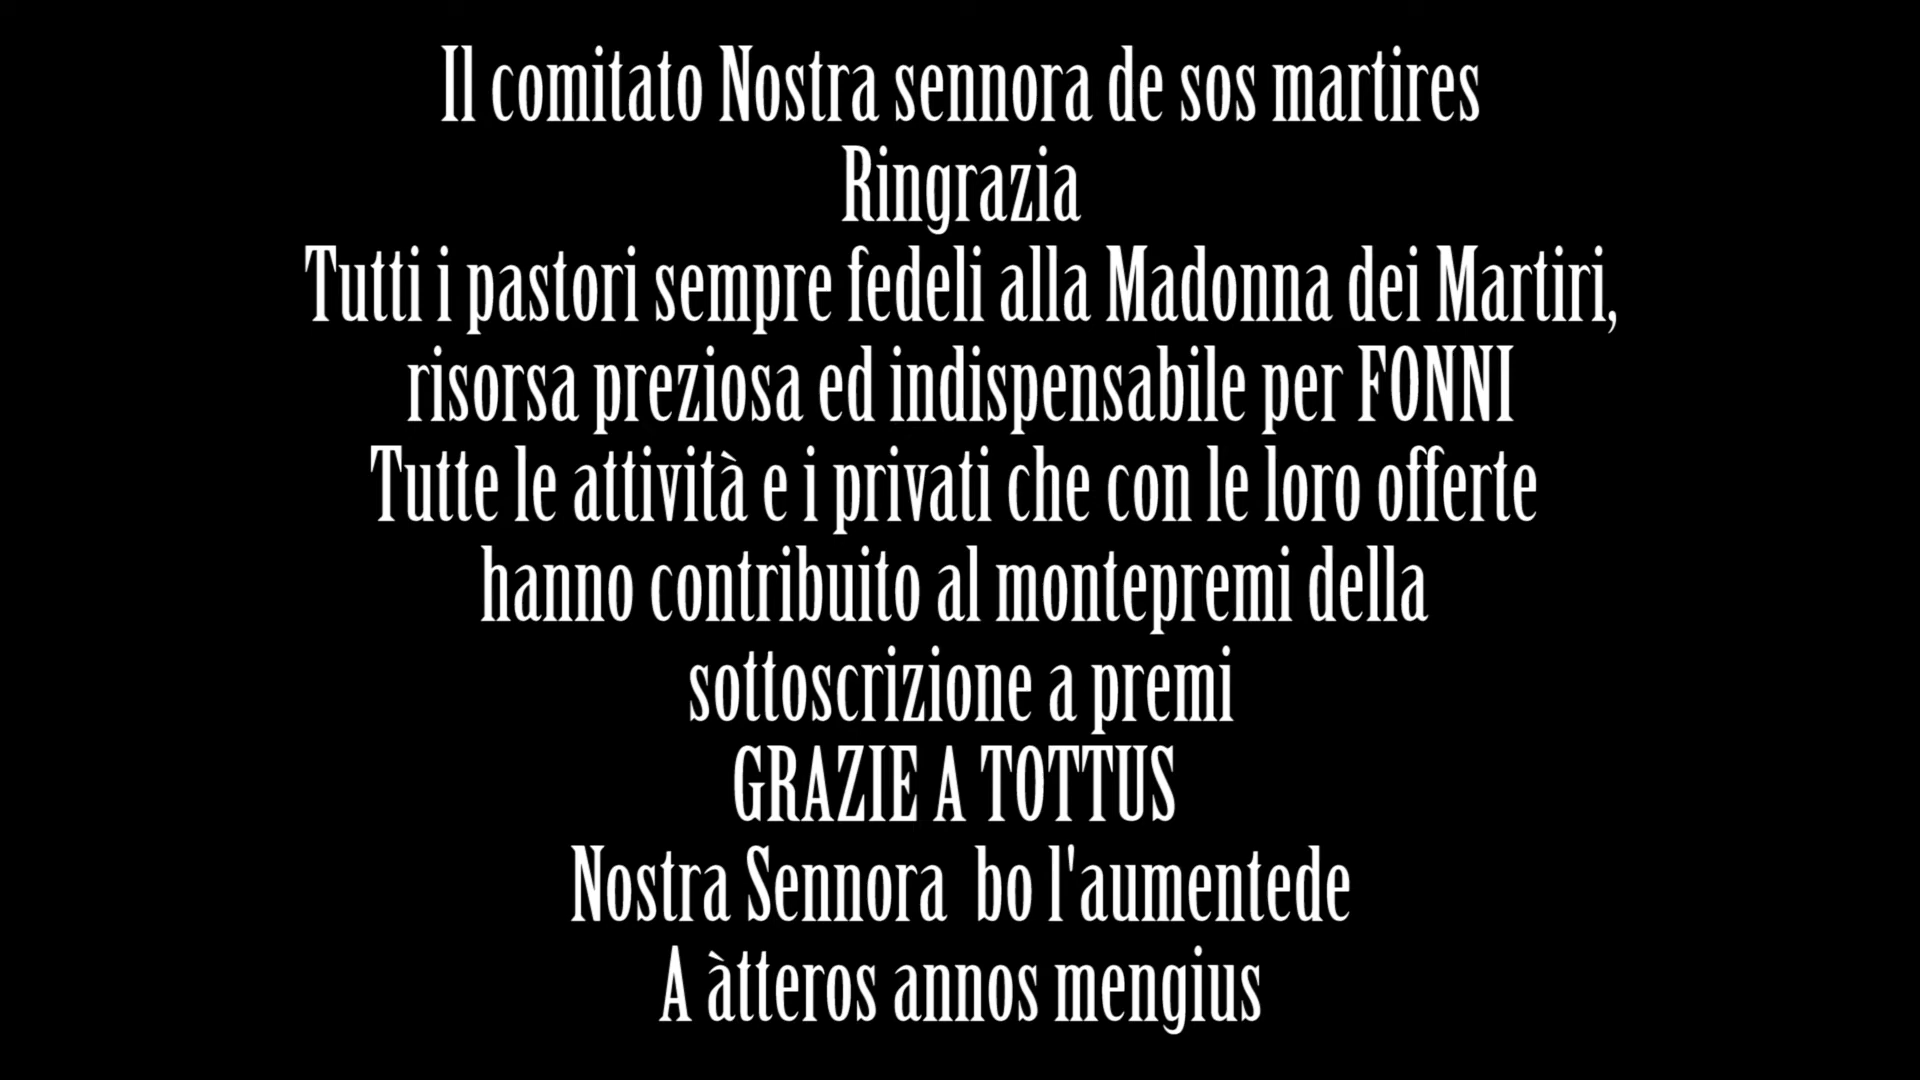 Il comitato Nostra sennora de sos martires
Ringrazia
Tutti i pastori sempre fedeli alla Madonna dei Martiri,
risorsa preziosa ed indispensabile per FONNI
Tutte le attività e i privati che con le loro offerte
hanno contribuito al montepremi della
sottoscrizione a premi
GRAZIE A TOTTUS
Nostra Sennora  bo l'aumentede
A àtteros annos mengius